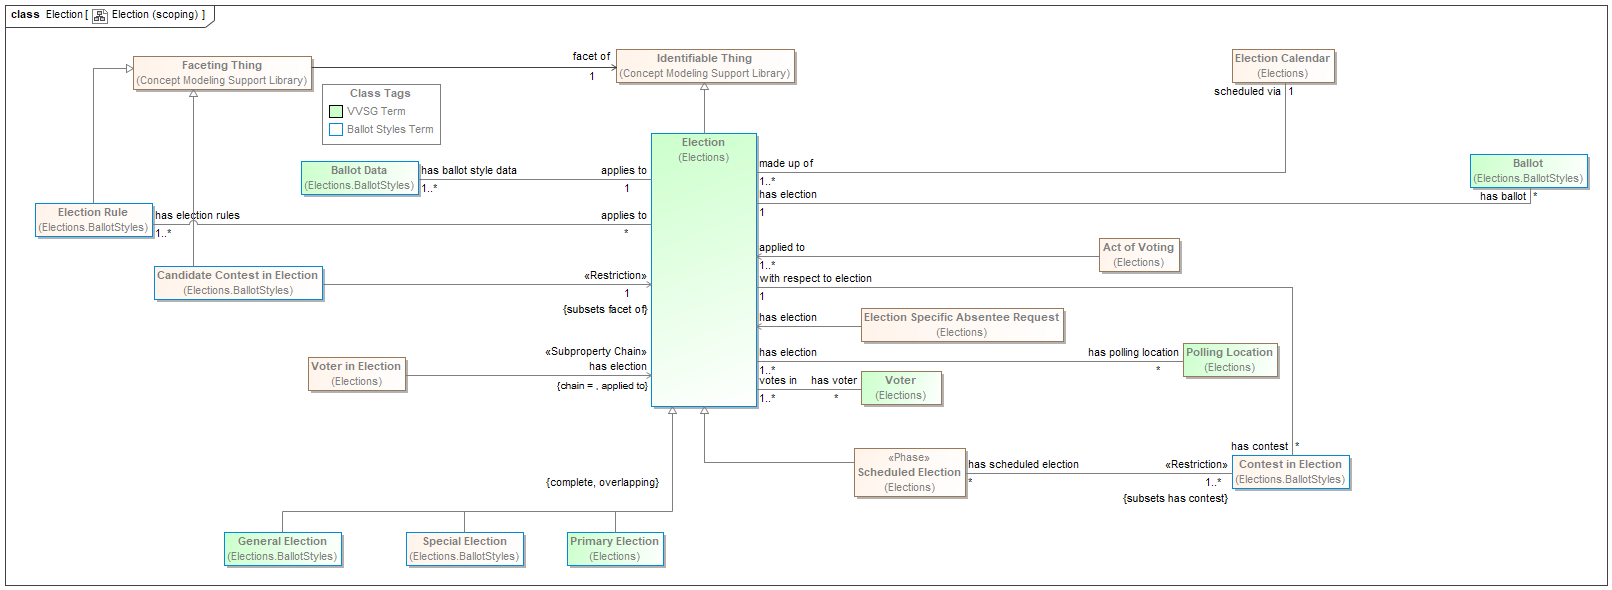 class Election [ Election (scoping) ]
Faceting Thing
(Concept Modeling Support Library)
facet of
1
Identifiable Thing
(Concept Modeling Support Library)
Election Calendar
(Elections)
scheduled via
1
Class Tags
VVSG Term
Ballot Styles Term
Election
(Elections)
made up of
1..*
Ballot Data
(Elections.BallotStyles)
has ballot style data
1..*
applies to
1
has election
1
Ballot
(Elections.BallotStyles)
has ballot
*
Election Rule
(Elections.BallotStyles)
has election rules
1..*
applies to
*
applied to
1..*
Act of Voting
(Elections)
Candidate Contest in Election
(Elections.BallotStyles)
«Restriction»
1
{subsets facet of}
with respect to election
1
has election
Election Specific Absentee Request
(Elections)
Voter in Election
(Elections)
«Subproperty Chain»
has election
{chain = , applied to}
has election
1..*
has polling location
*
Polling Location
(Elections)
votes in
1..*
has voter
*
Voter
(Elections)
«Phase»
Scheduled Election
(Elections)
has scheduled election
*
«Restriction»
1..*
{subsets has contest}
has contest
*
Contest in Election
(Elections.BallotStyles)
{complete, overlapping}
General Election
(Elections.BallotStyles)
Special Election
(Elections.BallotStyles)
Primary Election
(Elections)